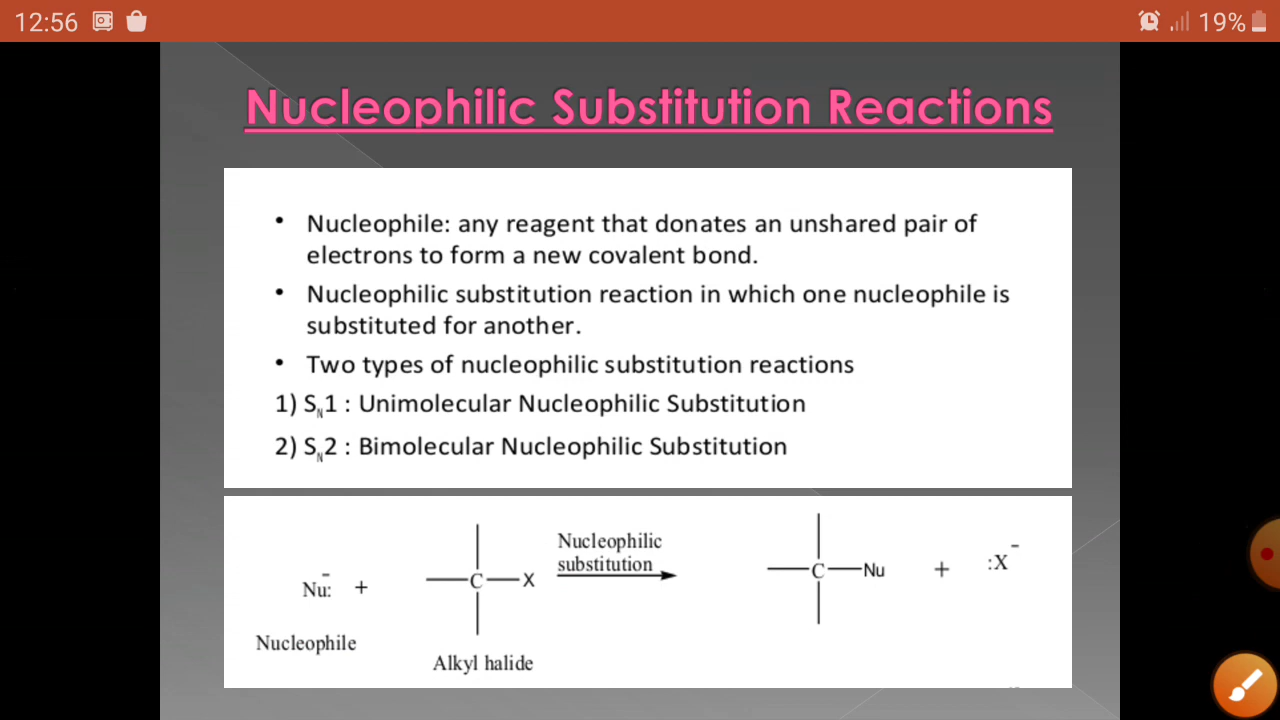 12:56 19%
Nucleophilic Substitution Reactions
• Nucleophile: any reagent that donates an unshared pair of
electrons to form a new covalent bond.
• Nucleophilic substitution reaction in which one nucleophile is
substituted for another.
• Two types of nucleophilic substitution reactions
1) SN1 : Unimolecular Nucleophilic Substitution
2) SN2 : Bimolecular Nucleophilic Substitution
Nucleophilic
substitution
Nu:⁻ + C X C Nu + :X⁻
Nucleophile
Alkyl halide